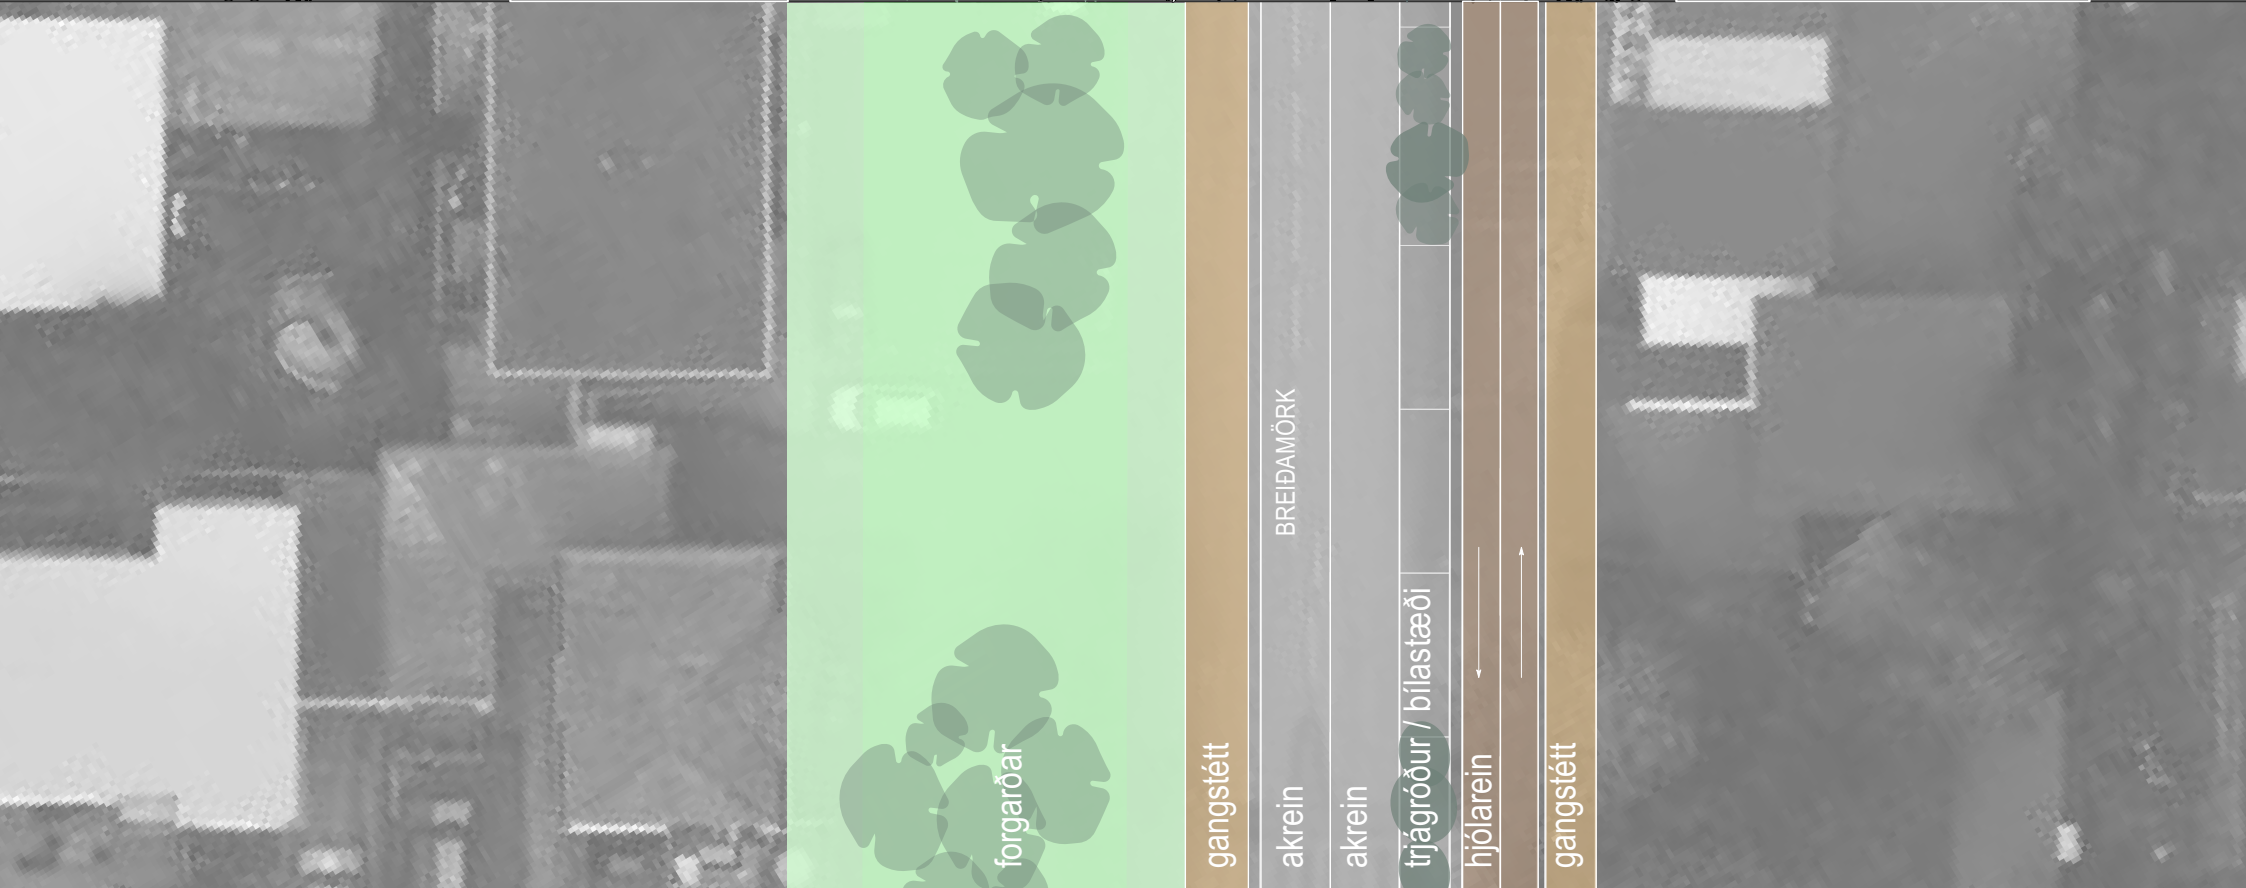 BREIÐAMÖRK
forgarðar
gangstétt
akrein
akrein
trjágróður / bílastæði
hjólarein
gangstétt